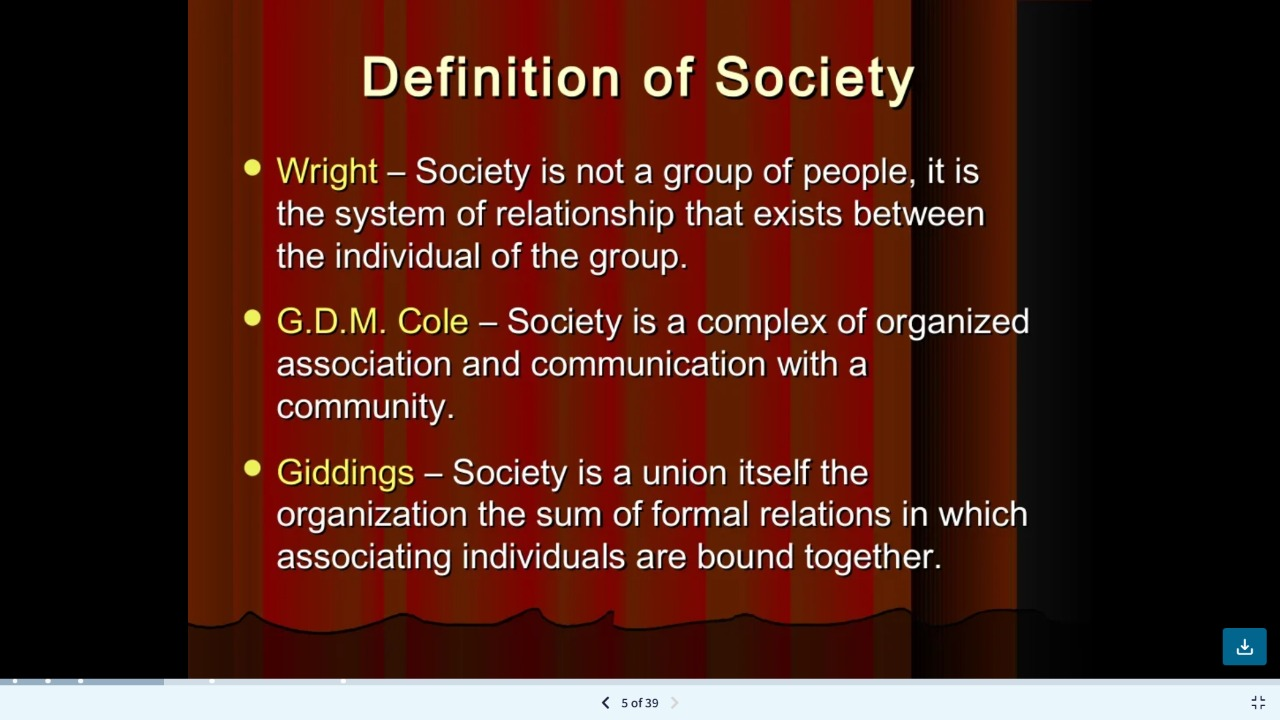 Definition of Society
Wright – Society is not a group of people, it is
the system of relationship that exists between
the individual of the group.
G.D.M. Cole – Society is a complex of organized
association and communication with a
community.
Giddings – Society is a union itself the
organization the sum of formal relations in which
associating individuals are bound together.
5 of 39